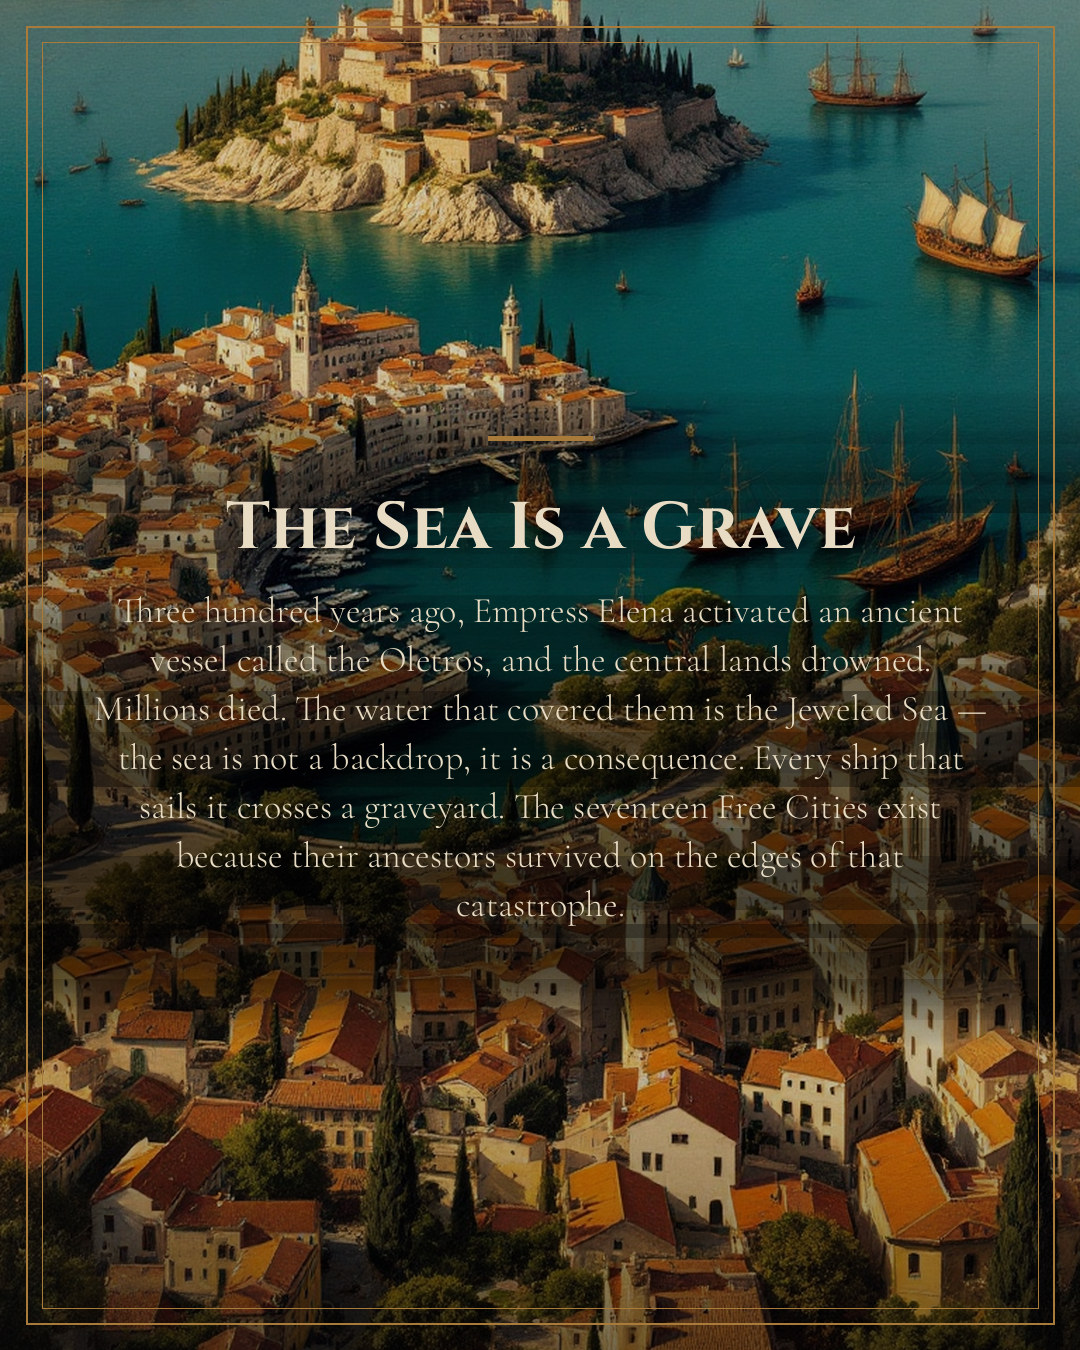 The Sea Is a Grave
Three hundred years ago, Empress Elena activated an ancient
vessel called the Oletros, and the central lands drowned.
Millions died. The water that covered them is the Jeweled Sea —
the sea is not a backdrop, it is a consequence. Every ship that
sails it crosses a graveyard. The seventeen Free Cities exist
because their ancestors survived on the edges of that
catastrophe.